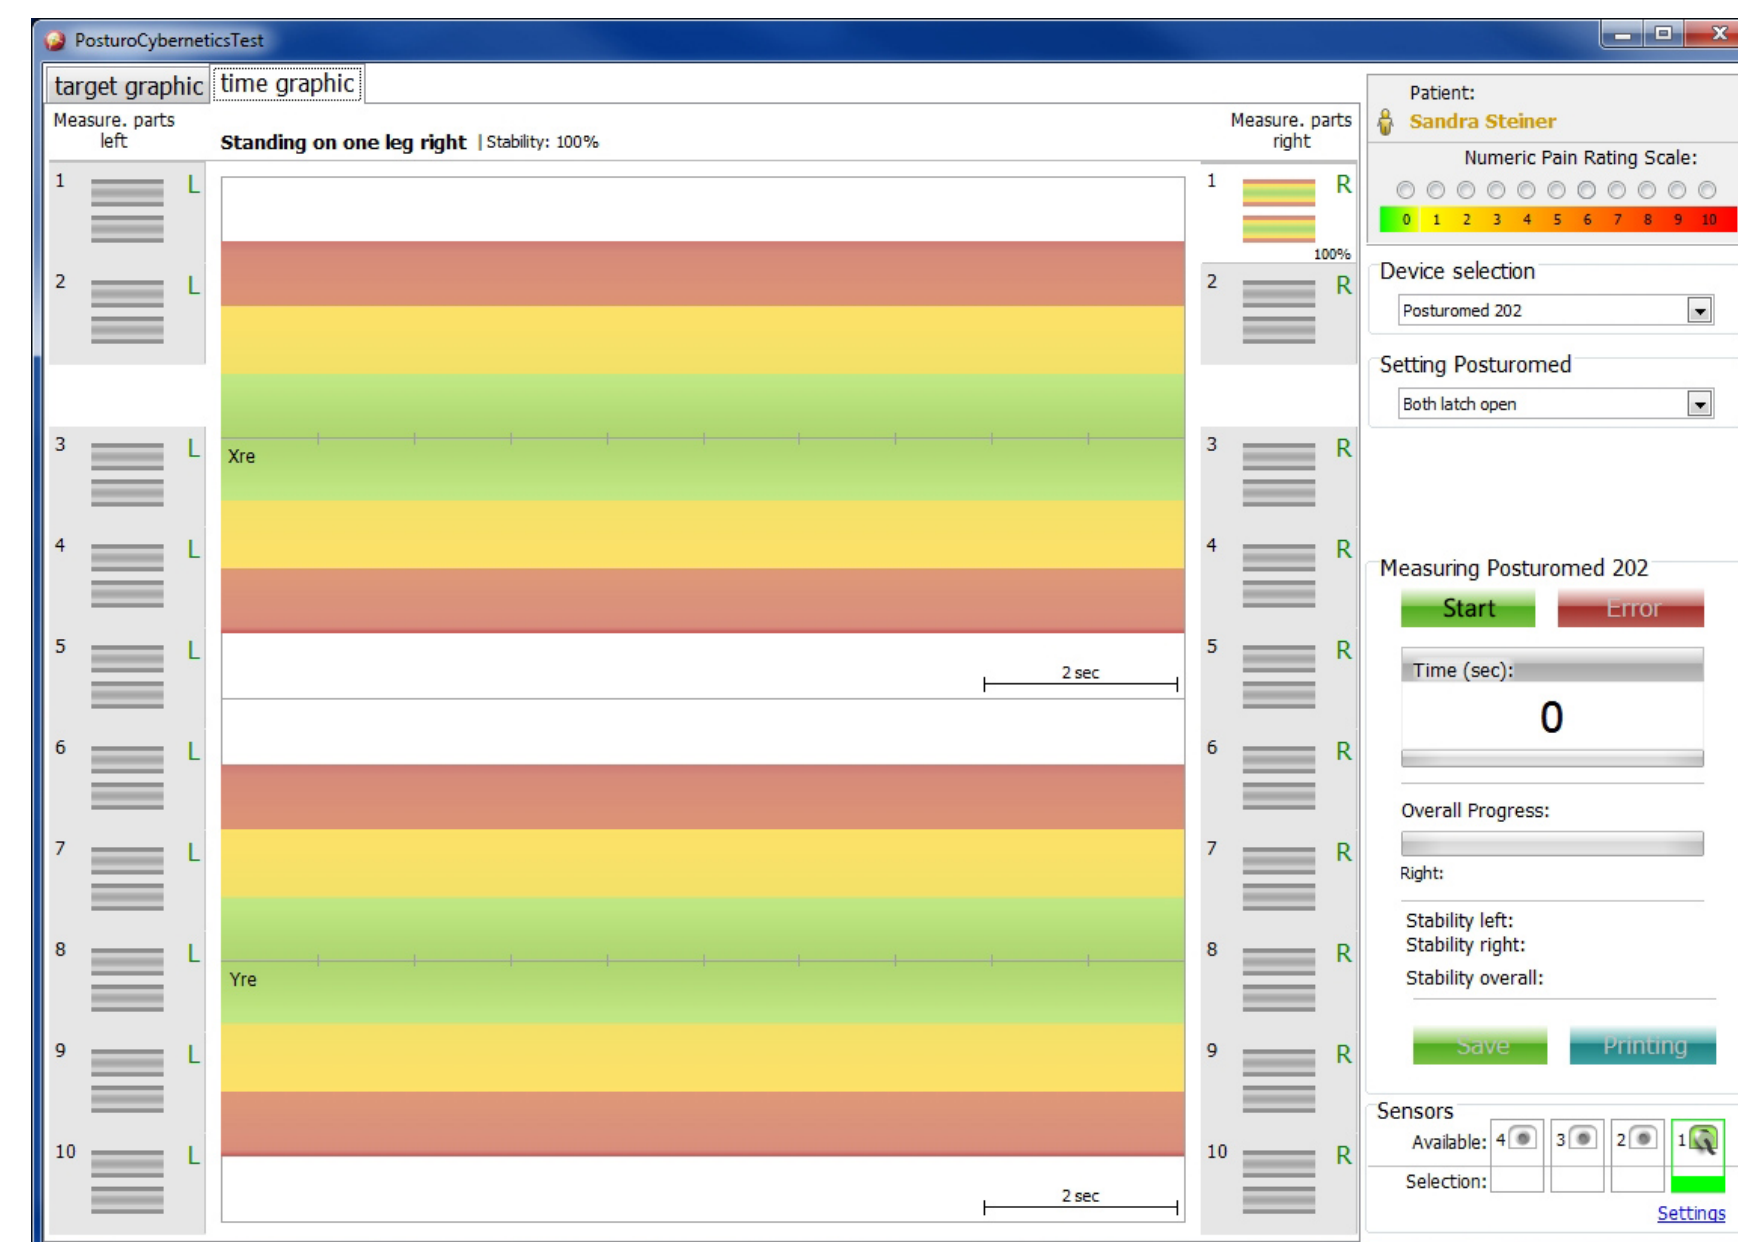 PosturoCyberneticsTest
target graphic
time graphic
Measure. parts
left
Standing on one leg right | Stability: 100%
Measure. parts
right
1 L
2 L
3 L
4 L
5 L
6 L
7 L
8 L
9 L
10 L
Xre
2 sec
Yre
2 sec
1 R
100%
2 R
3 R
4 R
5 R
6 R
7 R
8 R
9 R
10 R
Patient:
Sandra Steiner
Numeric Pain Rating Scale:
0 1 2 3 4 5 6 7 8 9 10
Device selection
Posturomed 202
Setting Posturomed
Both latch open
Measuring Posturomed 202
Start Error
Time (sec):
0
Overall Progress:
Right:
Stability left:
Stability right:
Stability overall:
Save Printing
Sensors
Available: 4 3 2 1
Selection:
Settings